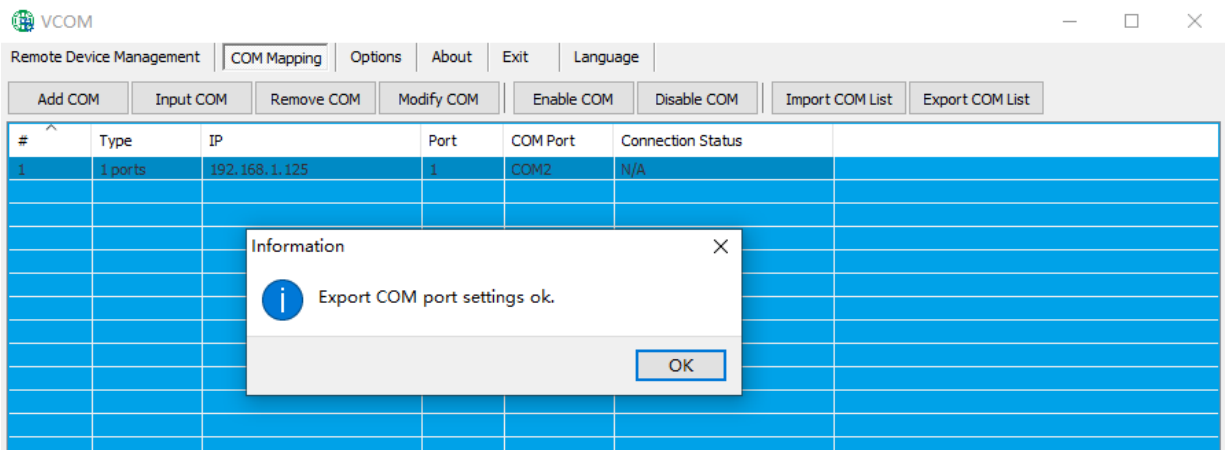 VCOM
Remote Device Management COM Mapping Options About Exit Language
Add COM Input COM Remove COM Modify COM Enable COM Disable COM Import COM List Export COM List
# Type IP Port COM Port Connection Status
1 1 ports 192.168.1.125 1 COM2 N/A
Information
Export COM port settings ok.
OK